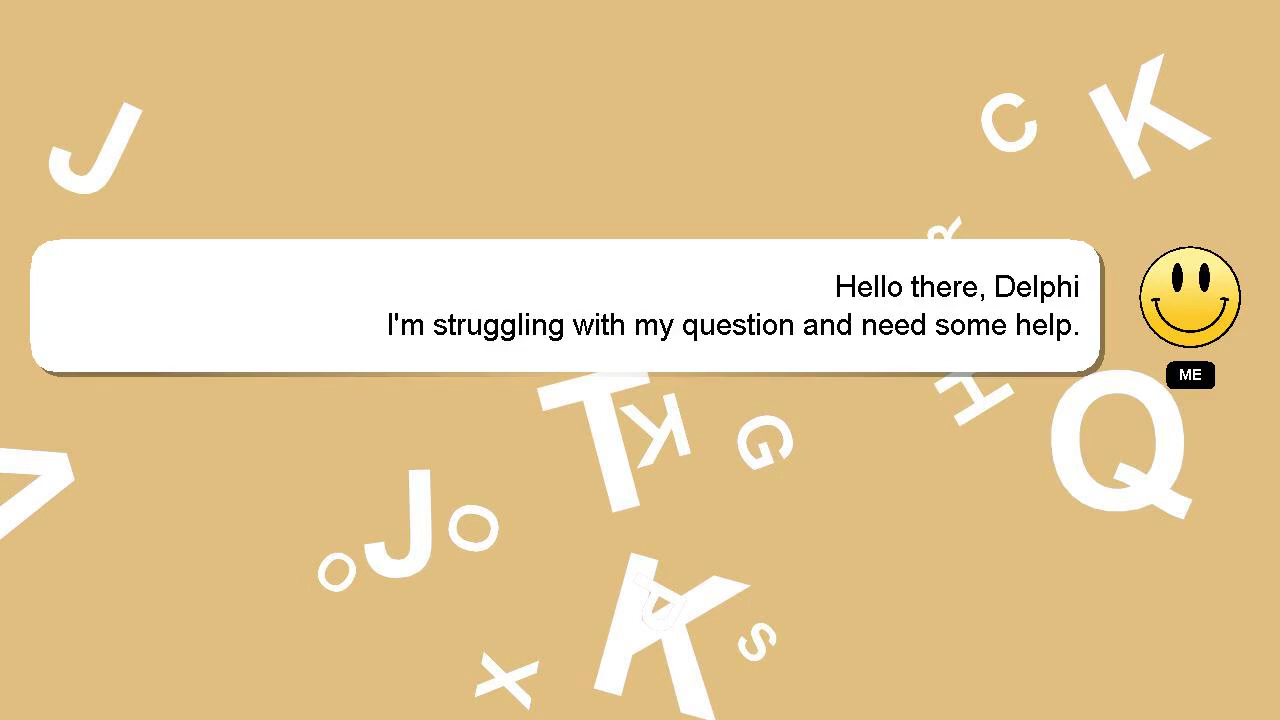 J
C
K
R
Hello there, Delphi
I'm struggling with my question and need some help.
ME
T
K
G
H
Q
J
O
O
K
S
X